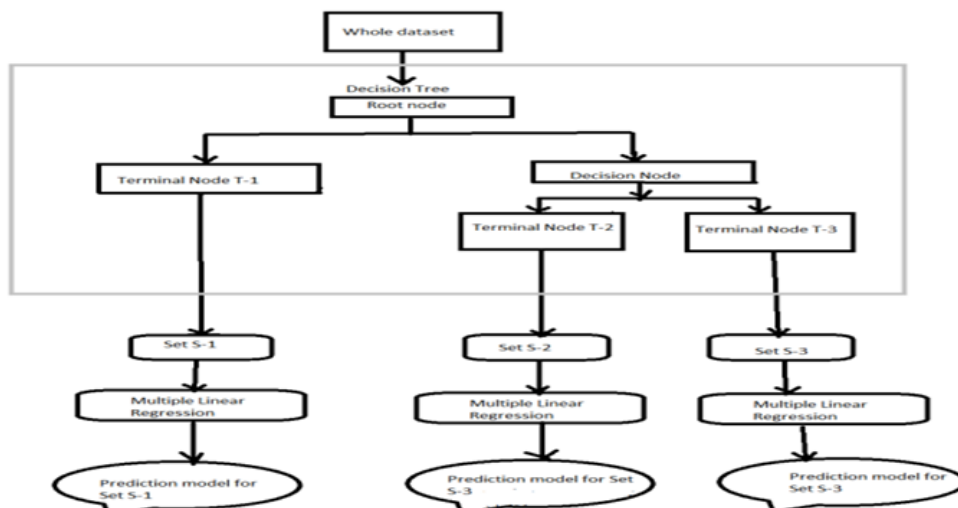 Whole dataset
Decision Tree
Root node
Terminal Node T-1
Decision Node
Terminal Node T-2
Terminal Node T-3
Set S-1
Set S-2
Set S-3
Multiple Linear
Regression
Multiple Linear
Regression
Multiple Linear
Regression
Prediction model for
Set S-1
Prediction model for Set
S-3
Prediction model for
Set S-3